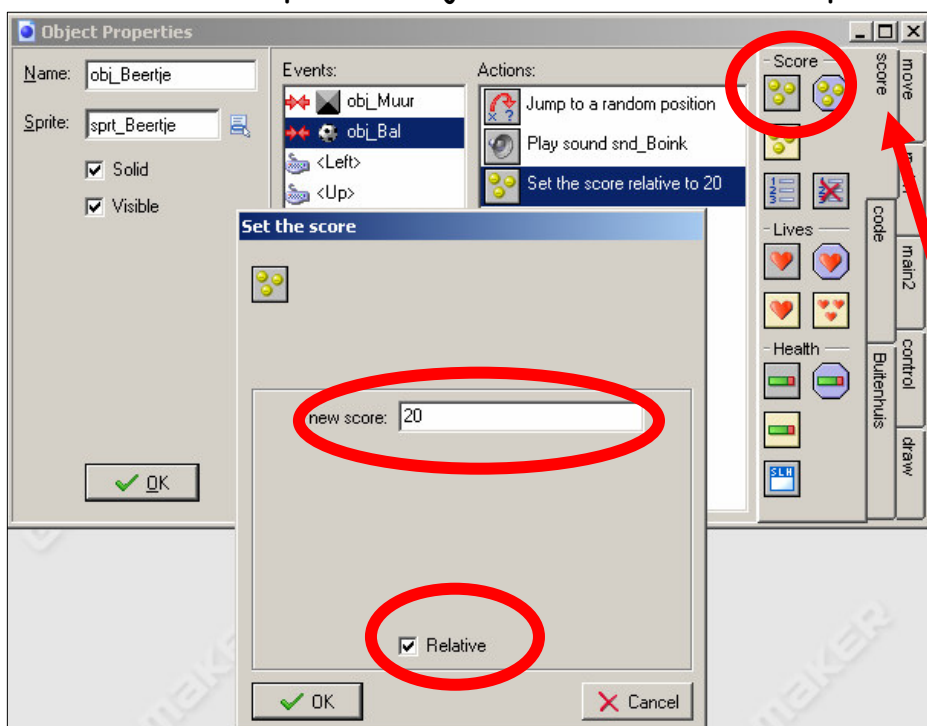 Object Properties
Name: obj_Beertje
Sprite: sprt_Beertje
Solid
Visible
OK
Events:
obj_Muur
obj_Bal
<Left>
<Up>
Actions:
Jump to a random position
Play sound snd_Boink
Set the score relative to 20
Set the score
new score: 20
Relative
OK
Cancel
Score
Lives
Health
SLH
score
code
Buitenhuis
move
main2
control
draw